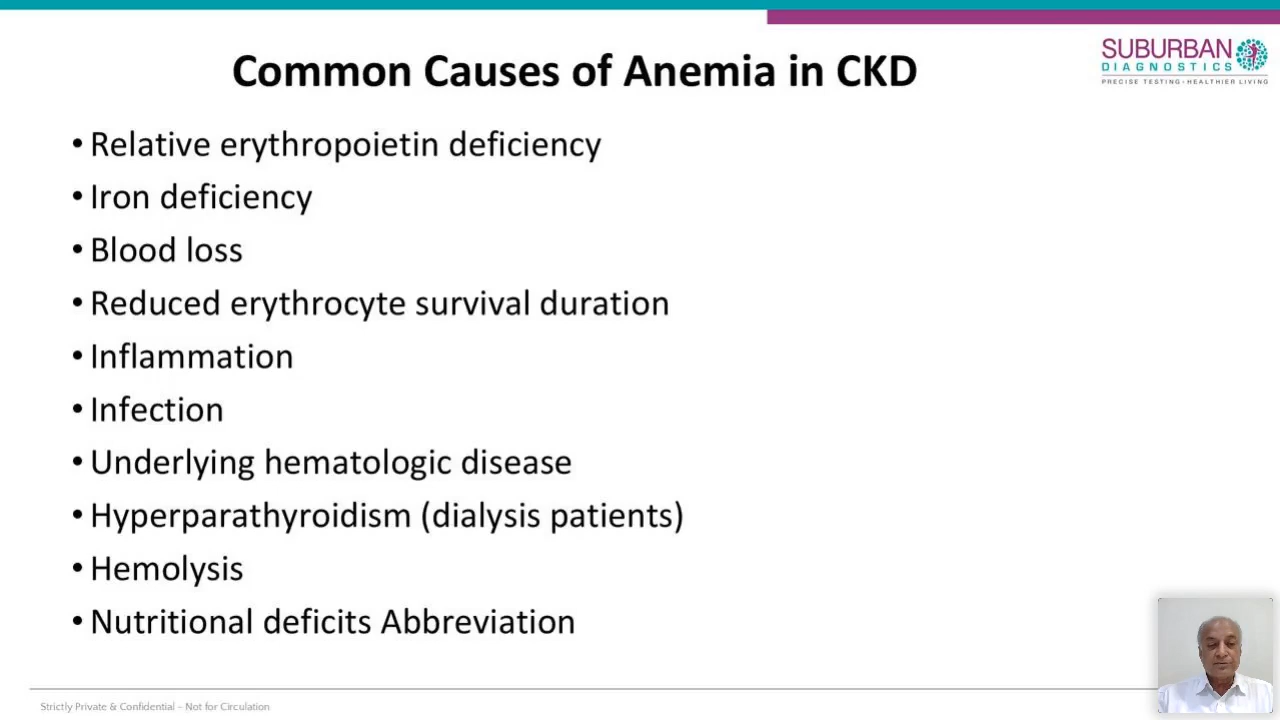 Common Causes of Anemia in CKD
SUBURBAN
DIAGNOSTICS
PRECISE TESTING • HEALTHIER LIVING
• Relative erythropoietin deficiency
• Iron deficiency
• Blood loss
• Reduced erythrocyte survival duration
• Inflammation
• Infection
• Underlying hematologic disease
• Hyperparathyroidism (dialysis patients)
• Hemolysis
• Nutritional deficits Abbreviation
Strictly Private & Confidential – Not for Circulation